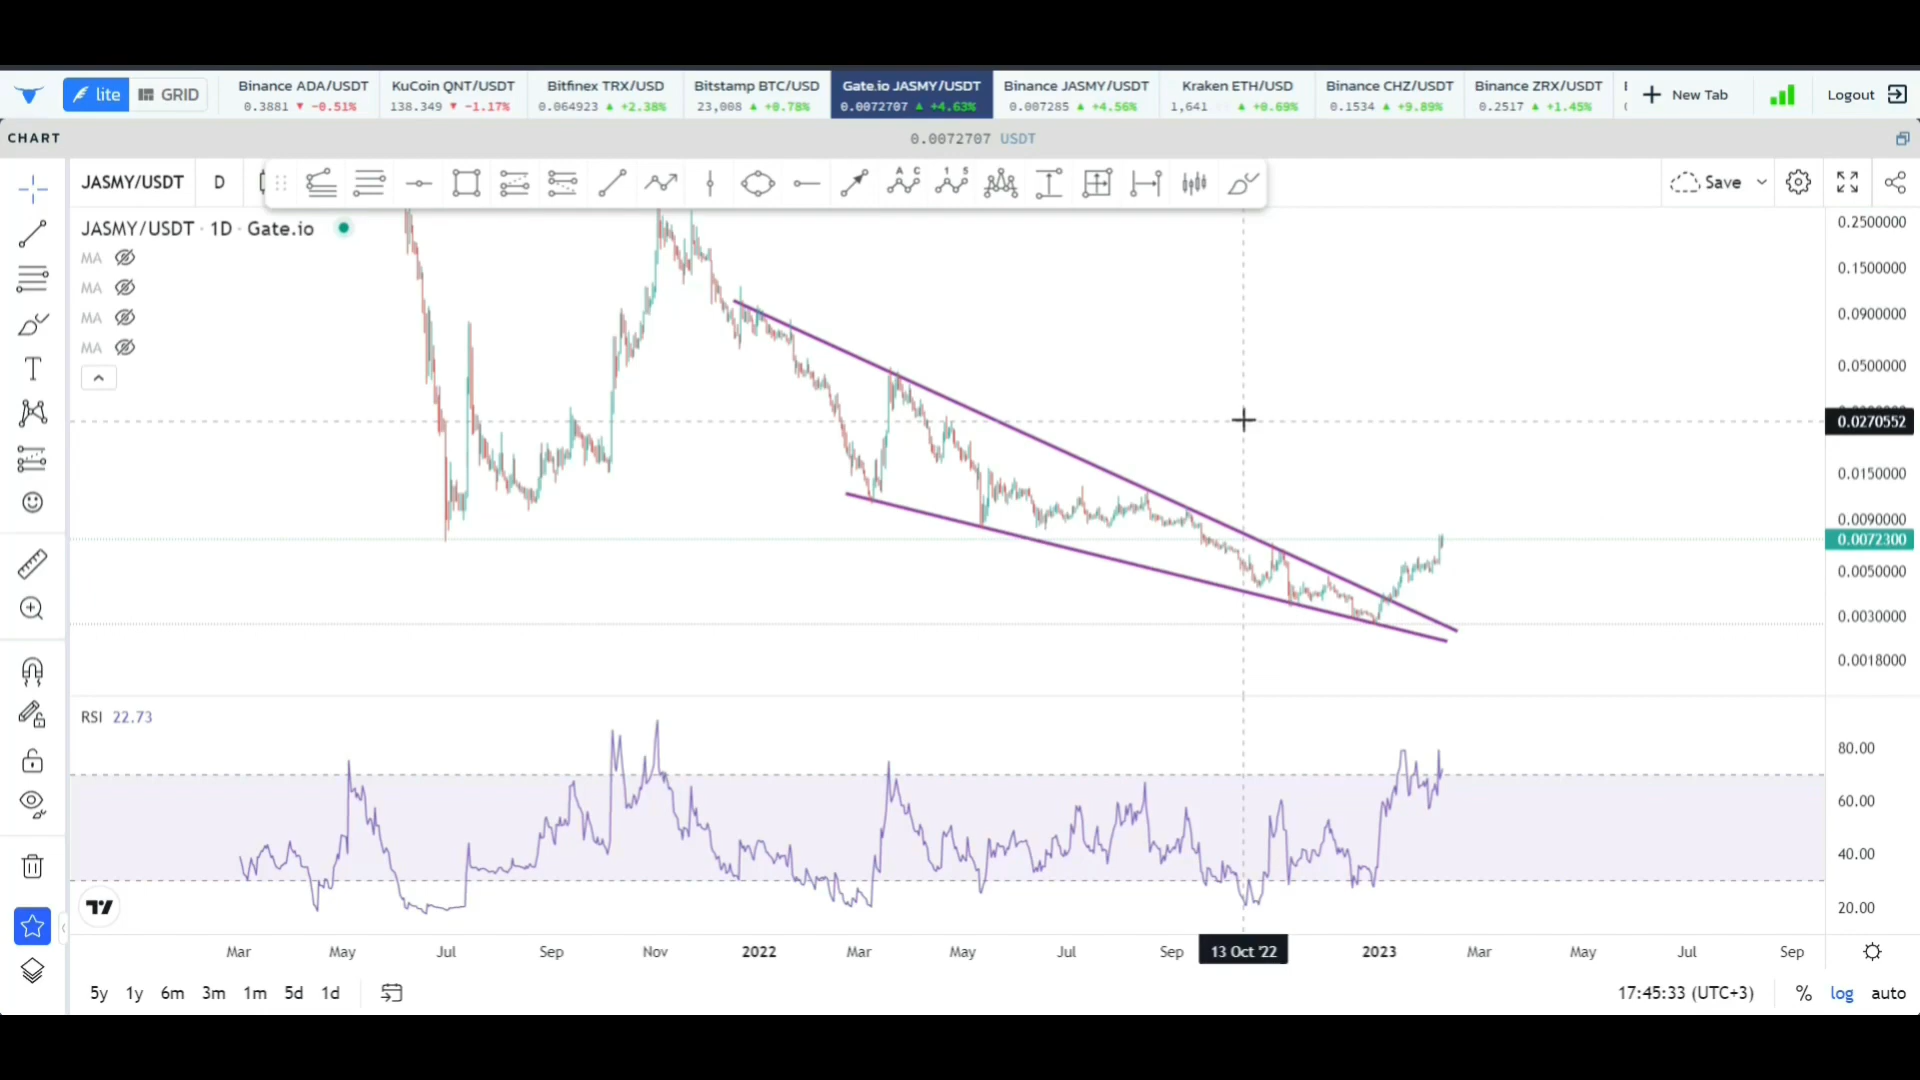 lite GRID
Binance ADA/USDT 0.3881 ▼ -0.51%
KuCoin QNT/USDT 138.349 ▼ -1.17%
Bitfinex TRX/USD 0.064923 ▲ +2.38%
Bitstamp BTC/USD 23,008 ▲ +0.78%
Gate.io JASMY/USDT 0.0072707 ▲ +4.63%
Binance JASMY/USDT 0.007285 ▲ +4.56%
Kraken ETH/USD 1,641 ▲ +0.69%
Binance CHZ/USDT 0.1534 ▲ +9.89%
Binance ZRX/USDT 0.2517 ▲ +1.45%
+ New Tab
Logout
CHART
0.0072707 USDT
JASMY/USDT D
A C
1 5
Save
JASMY/USDT · 1D · Gate.io
MA
MA
MA
MA
T
0.2500000
0.1500000
0.0900000
0.0500000
0.0270552
0.0150000
0.0090000
0.0072300
0.0050000
0.0030000
0.0018000
RSI 22.73
80.00
60.00
40.00
20.00
Mar May Jul Sep Nov 2022 Mar May Jul Sep 13 Oct '22 2023 Mar May Jul Sep
5y 1y 6m 3m 1m 5d 1d
17:45:33 (UTC+3) % log auto